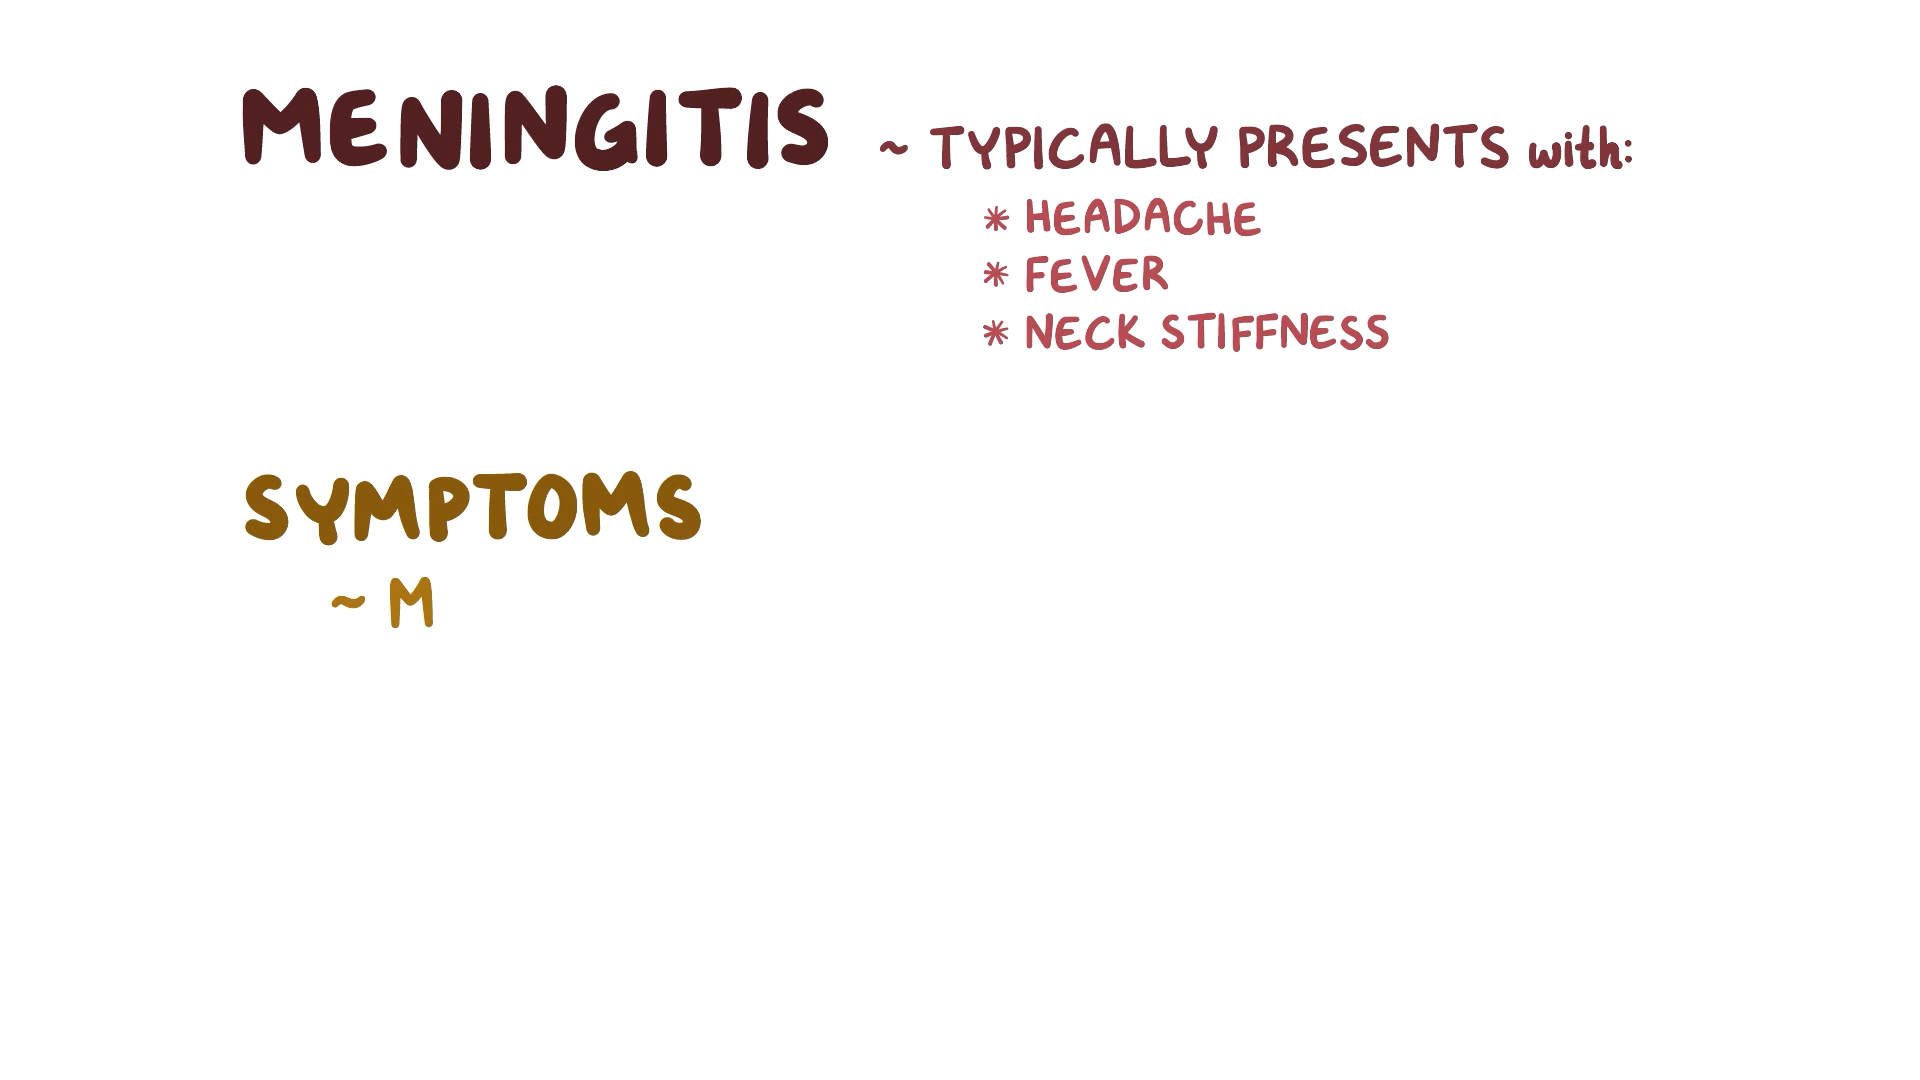 MENINGITIS ~ TYPICALLY PRESENTS with:
* HEADACHE
* FEVER
* NECK STIFFNESS
SYMPTOMS
~ M